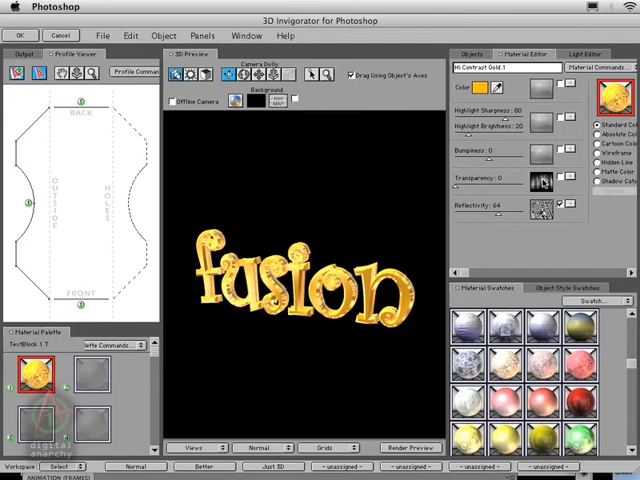 Photoshop
3D Invigorator for Photoshop
OK
Cancel
File
Edit
Object
Panels
Window
Help
Output
Profile Viewer
3D Preview
Objects
Material Editor
Light Editor
Camera Dolly
Hi Contrast Gold.1
Material Commands...
Profile Comman
Drag Using Object's Axes
Color
Background
Offline Camera
MAP
Highlight Sharpness: 80
Highlight Brightness: 20
Standard Col
Absolute Col
Cartoon Colo
Wireframe
Hidden Line
Matte Color
Shadow Catc
Bumpiness: 0
Transparency: 0
Reflectivity: 64
BACK
OUTSIDE
HOLES
FRONT
fusion
Material Swatches
Object Style Swatches
Swatch...
Material Palette
TextBlock.1 T
lette Commands...
digital
anarchy
Views
Normal
Grids
Render Preview
Workspace:
Select
Normal
Better
Just 3D
- unassigned -
- unassigned -
- unassigned -
- unassigned -
ANIMATION (FRAMES)